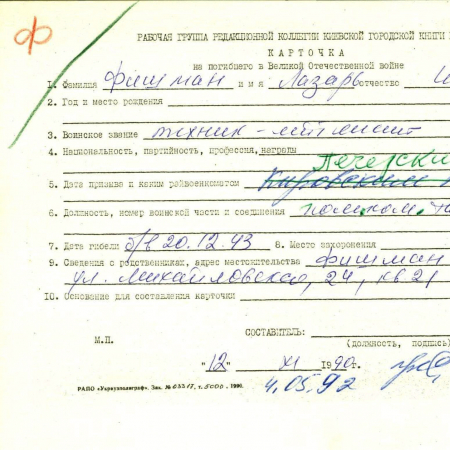 Ф
РАБОЧАЯ ГРУППА РЕДАКЦИОННОЙ КОЛЛЕГИИ КИЕВСКОЙ ГОРОДСКОЙ КНИГИ
КАРТОЧКА
на погибшего в Великой Отечественной войне
1. Фамилия Фишман имя Лазарь отчество
2. Год и место рождения
3. Воинское звание техник-лейтенант
4. Национальность, партийность, профессия, награды
Печерски
5. Дата призыва и каким райвоенкоматом Кировским
6. Должность, номер воинской части и соединения
7. Дата гибели б/в 20.12.43 8. Место захоронения
9. Сведения о родственниках, адрес местожительства Фишман
ул. Михайловская, 24, кв. 21
10. Основание для составления карточки
СОСТАВИТЕЛЬ:
М.П. (должность, подпись)
"12" XI 1990г.
4.05.92
РАПО «Укрвузполиграф». Зак. № 03317, т. 5000, 1990.